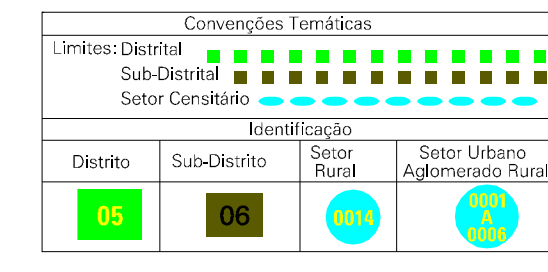 Convenções Temáticas
Limites: Distrital
Sub-Distrital
Setor Censitário
Identificação
Distrito Sub-Distrito Setor Rural Setor Urbano Aglomerado Rural
05 06 0014 0001 A 0006